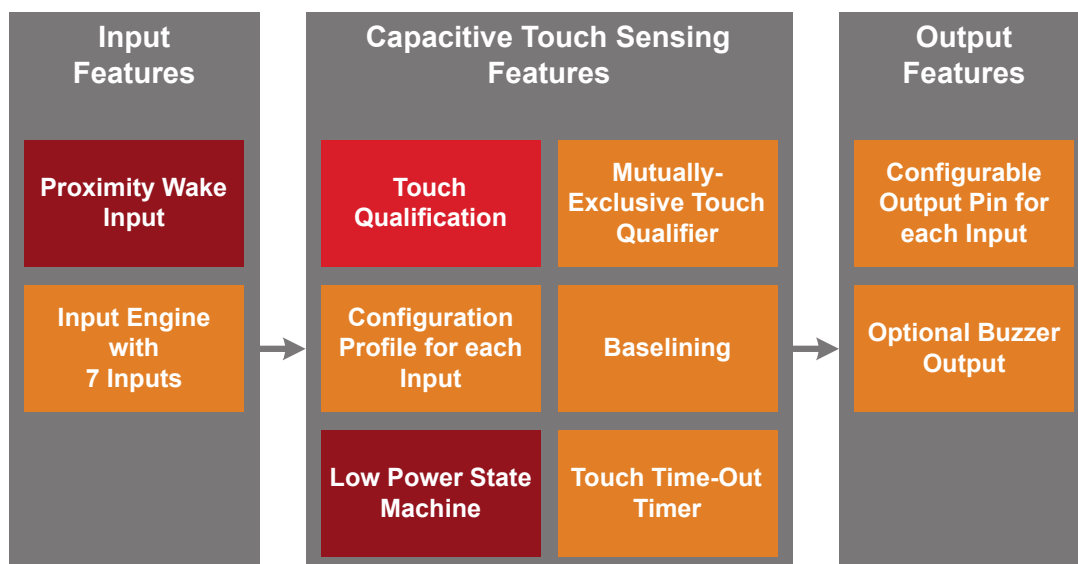 Input
Features
Proximity Wake
Input
Input Engine
with
7 Inputs
Capacitive Touch Sensing
Features
Touch
Qualification
Mutually-
Exclusive Touch
Qualifier
Configuration
Profile for each
Input
Baselining
Low Power State
Machine
Touch Time-Out
Timer
Output
Features
Configurable
Output Pin for
each Input
Optional Buzzer
Output